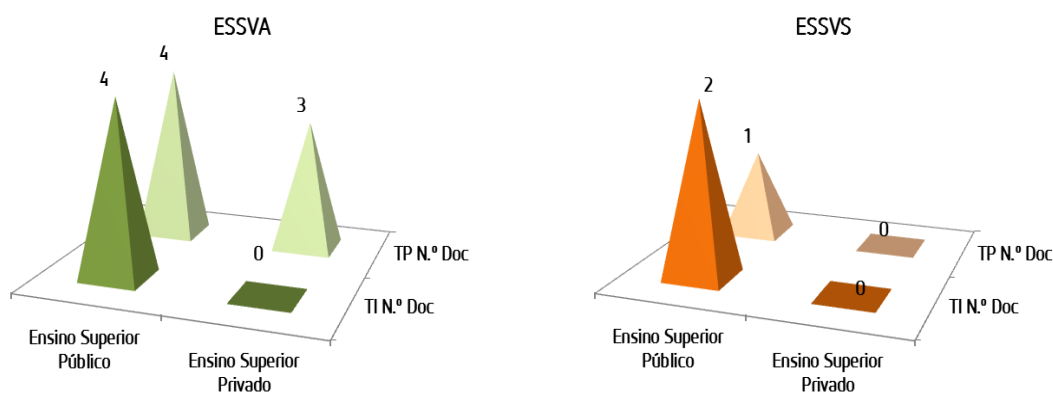 ESSVA
4
4
3
0
TP N.º Doc
TI N.º Doc
Ensino Superior
Público
Ensino Superior
Privado
ESSVS
2
1
0
0
TP N.º Doc
TI N.º Doc
Ensino Superior
Público
Ensino Superior
Privado